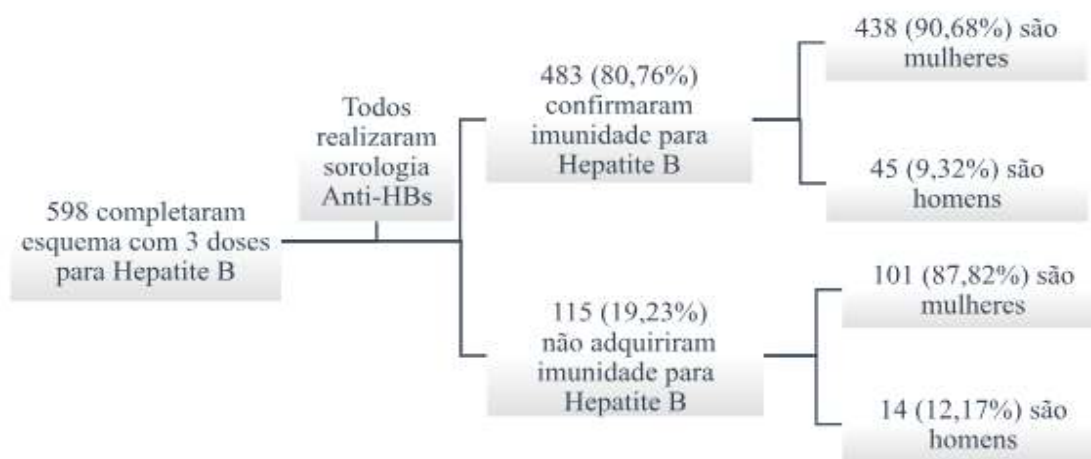 598 completaram
esquema com 3 doses
para Hepatite B
Todos
realizaram
sorologia
Anti-HBs
483 (80,76%)
confirmaram
imunidade para
Hepatite B
438 (90,68%) são
mulheres
45 (9,32%) são
homens
115 (19,23%)
não adquiriram
imunidade para
Hepatite B
101 (87,82%) são
mulheres
14 (12,17%) são
homens